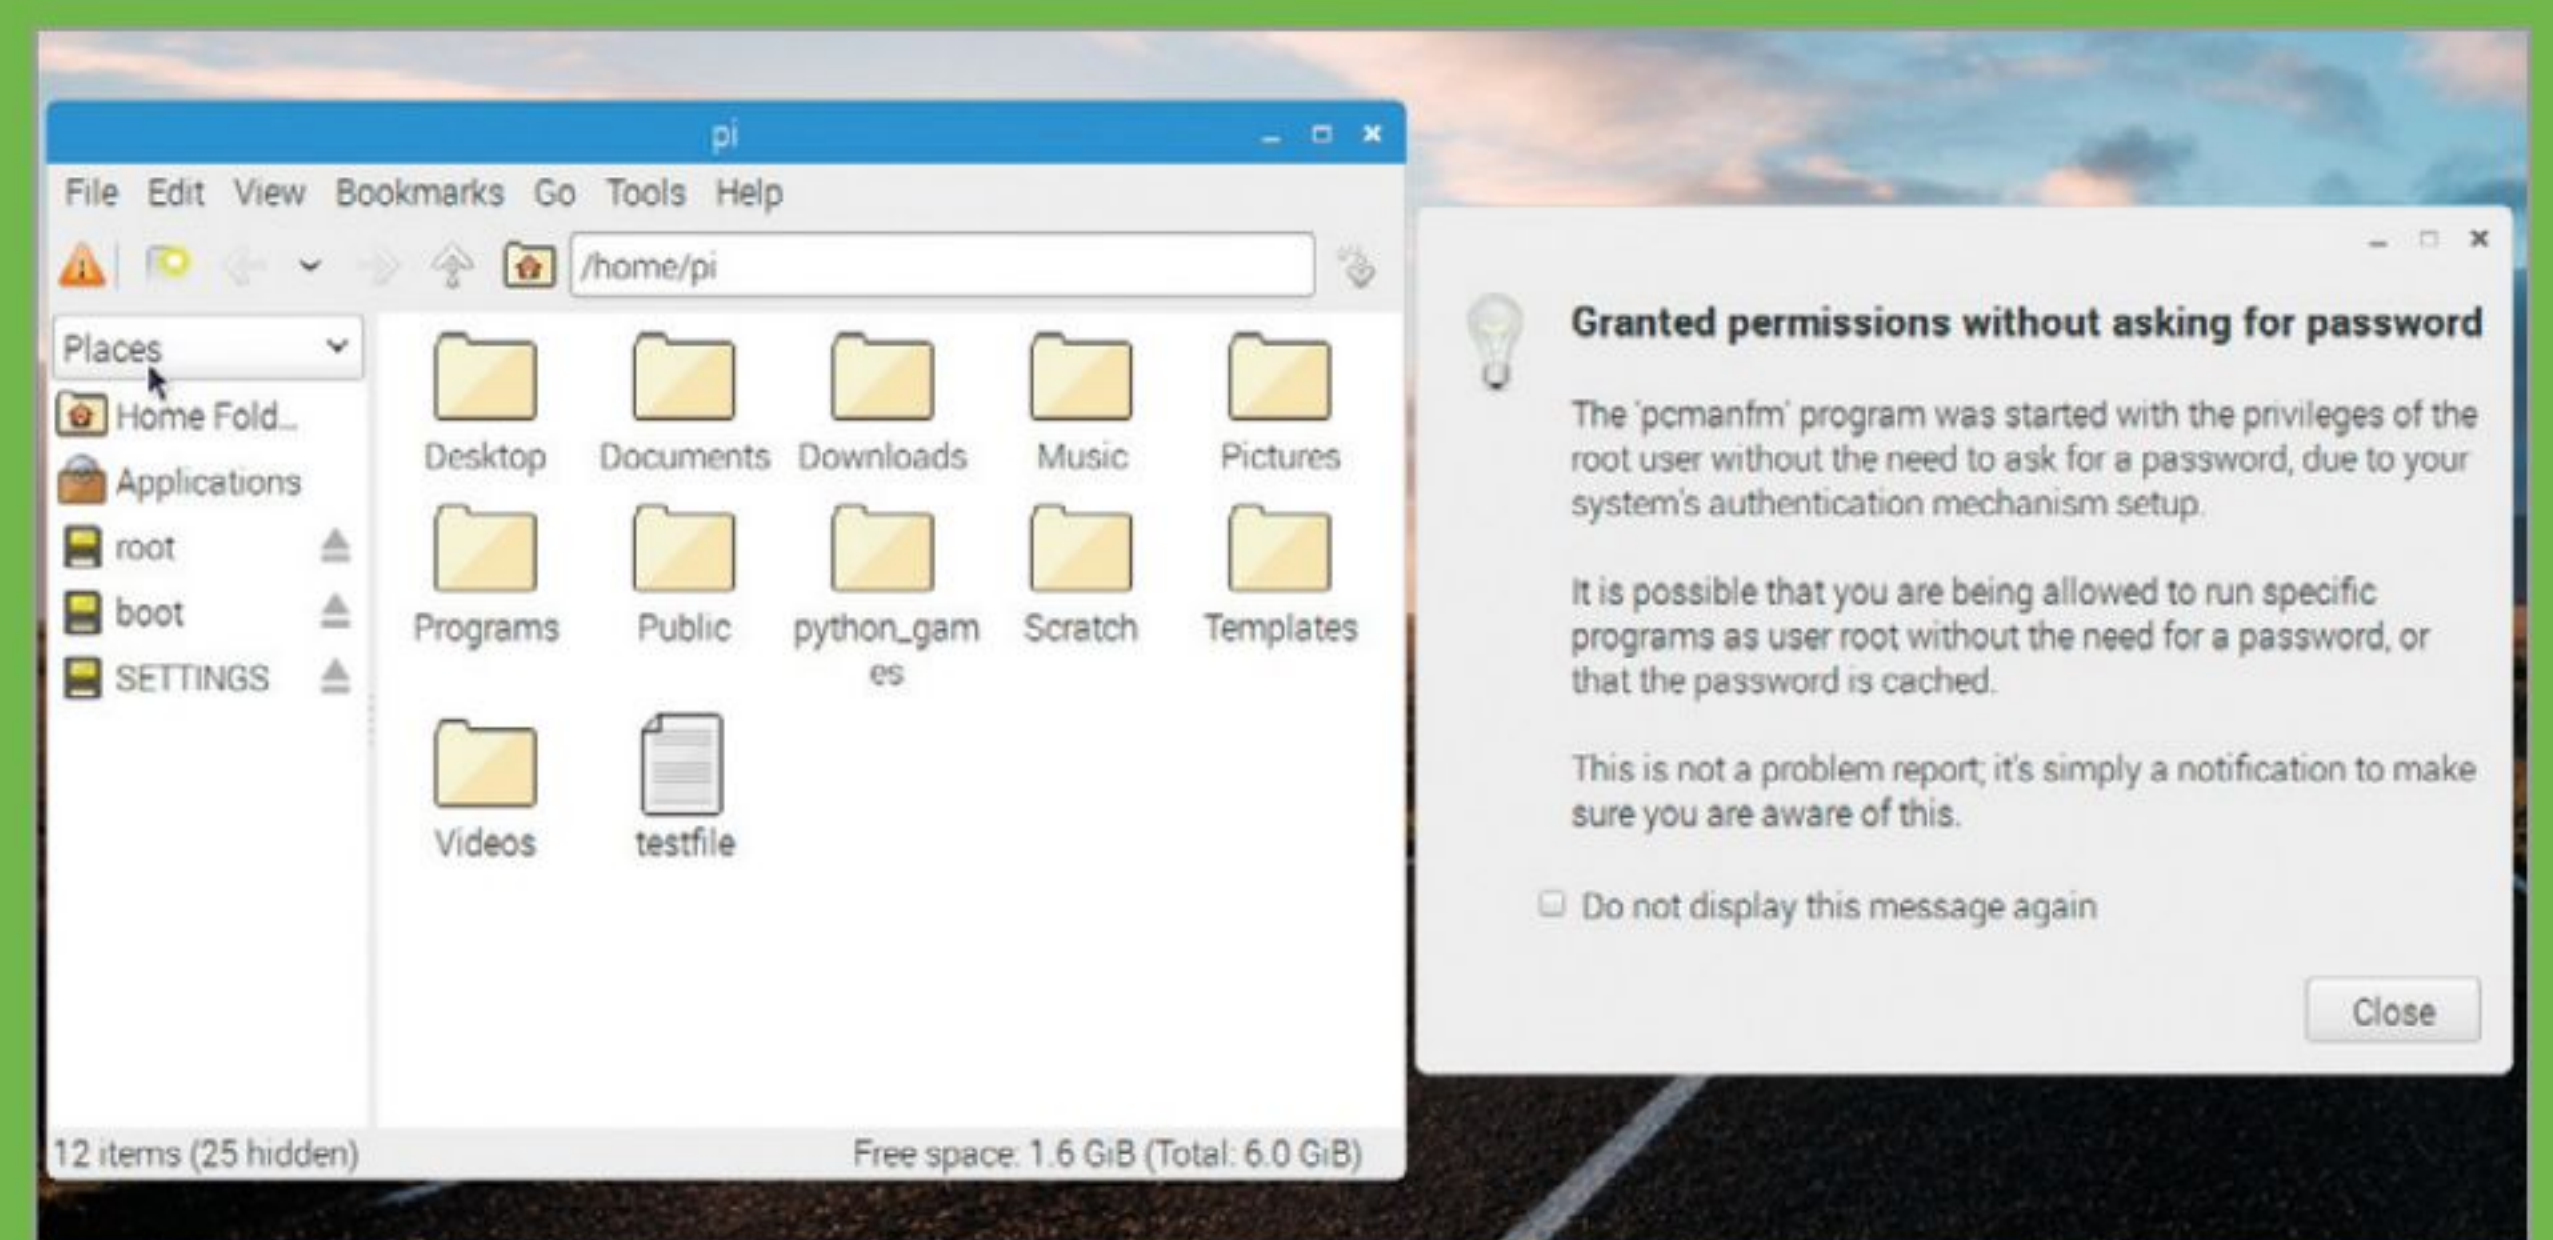 pi
File Edit View Bookmarks Go Tools Help
/home/pi
Places
Home Fold...
Applications
root
boot
SETTINGS
Desktop Documents Downloads Music Pictures
Programs Public python_gam
es Scratch Templates
Videos testfile
12 items (25 hidden) Free space: 1.6 GiB (Total: 6.0 GiB)
Granted permissions without asking for password
The 'pcmanfm' program was started with the privileges of the
root user without the need to ask for a password, due to your
system's authentication mechanism setup.
It is possible that you are being allowed to run specific
programs as user root without the need for a password, or
that the password is cached.
This is not a problem report; it's simply a notification to make
sure you are aware of this.
Do not display this message again
Close